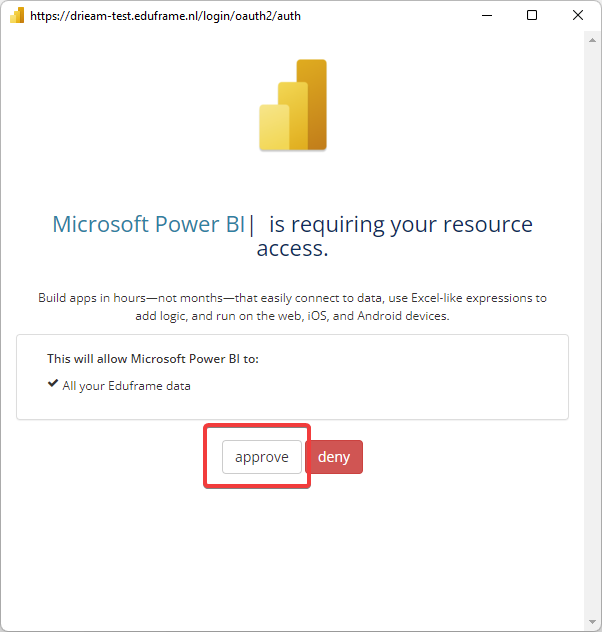 https://drieam-test.eduframe.nl/login/oauth2/auth
Microsoft Power BI| is requiring your resource
access.
Build apps in hours—not months—that easily connect to data, use Excel-like expressions to
add logic, and run on the web, iOS, and Android devices.
This will allow Microsoft Power BI to:
All your Eduframe data
approve deny